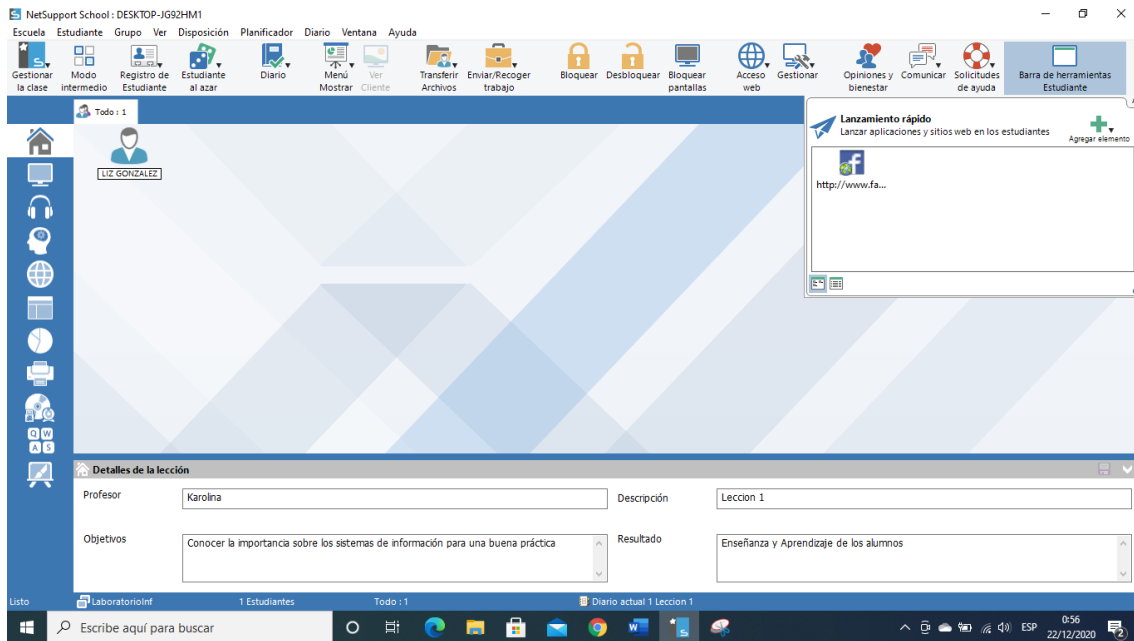 NetSupport School : DESKTOP-JG92HM1
Escuela Estudiante Grupo Ver Disposición Planificador Diario Ventana Ayuda
Gestionar la clase
Modo intermedio
Registro de Estudiante
Estudiante al azar
Diario
Menú Mostrar
Ver Cliente
Transferir Archivos
Enviar/Recoger trabajo
Bloquear
Desbloquear
Bloquear pantallas
Acceso web
Gestionar
Opiniones y bienestar
Comunicar
Solicitudes de ayuda
Barra de herramientas Estudiante
Todo : 1
LIZ GONZALEZ
Lanzamiento rápido
Lanzar aplicaciones y sitios web en los estudiantes
Agregar elemento
http://www.fa...
Q W
A S
Detalles de la lección
Profesor Karolina Descripción Leccion 1
Objetivos Conocer la importancia sobre los sistemas de información para una buena práctica Resultado Enseñanza y Aprendizaje de los alumnos
Listo LaboratorioInf 1 Estudiantes Todo : 1 Diario actual 1 Leccion 1
Escribe aquí para buscar
ESP
0:56
22/12/2020
2